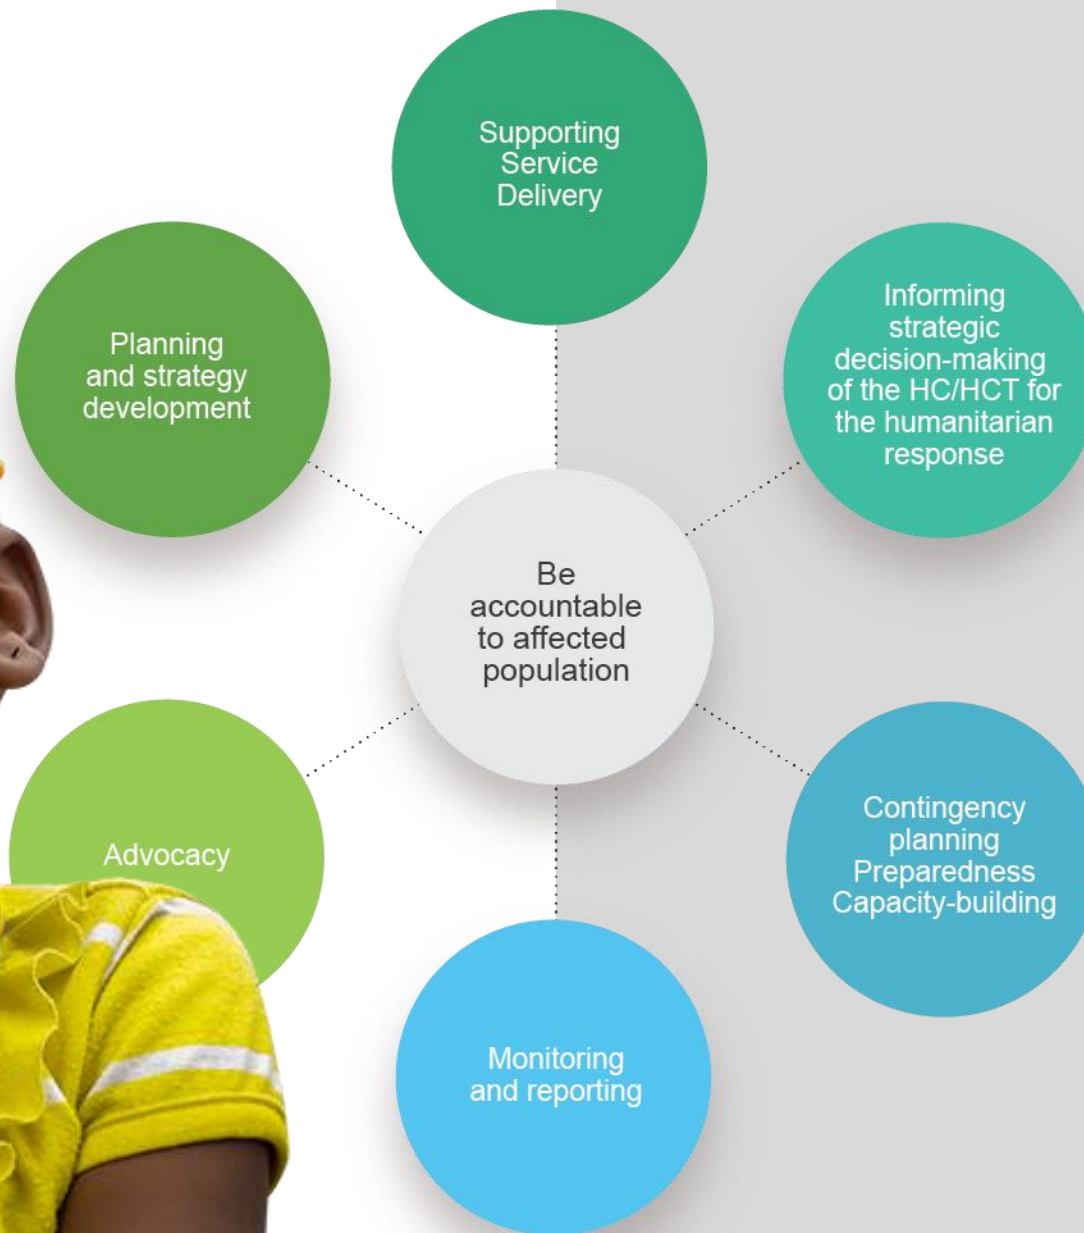 Supporting
Service
Delivery
Informing
strategic
decision-making
of the HC/HCT for
the humanitarian
response
Planning
and strategy
development
Be
accountable
to affected
population
Contingency
planning
Preparedness
Capacity-building
Advocacy
Monitoring
and reporting